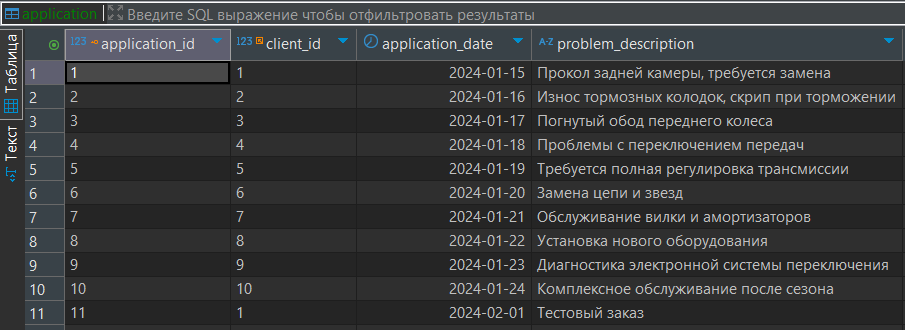 application Введите SQL выражение чтобы отфильтровать результаты
Таблица
Текст
123 application_id 123 client_id application_date A-Z problem_description
1 1 1 2024-01-15 Прокол задней камеры, требуется замена
2 2 2 2024-01-16 Износ тормозных колодок, скрип при торможении
3 3 3 2024-01-17 Погнутый обод переднего колеса
4 4 4 2024-01-18 Проблемы с переключением передач
5 5 5 2024-01-19 Требуется полная регулировка трансмиссии
6 6 6 2024-01-20 Замена цепи и звезд
7 7 7 2024-01-21 Обслуживание вилки и амортизаторов
8 8 8 2024-01-22 Установка нового оборудования
9 9 9 2024-01-23 Диагностика электронной системы переключения
10 10 10 2024-01-24 Комплексное обслуживание после сезона
11 11 1 2024-02-01 Тестовый заказ